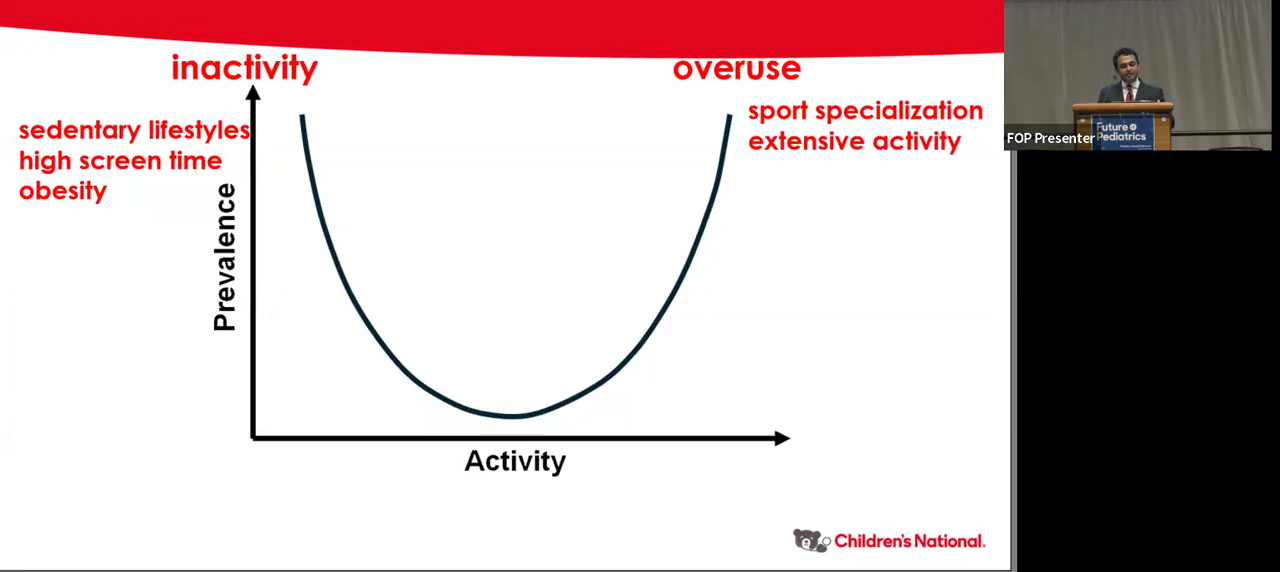 inactivity
overuse
sedentary lifestyles
high screen time
obesity
sport specialization
extensive activity
Prevalence
Activity
Children's National.
FOP Presenter
Future of
Pediatrics